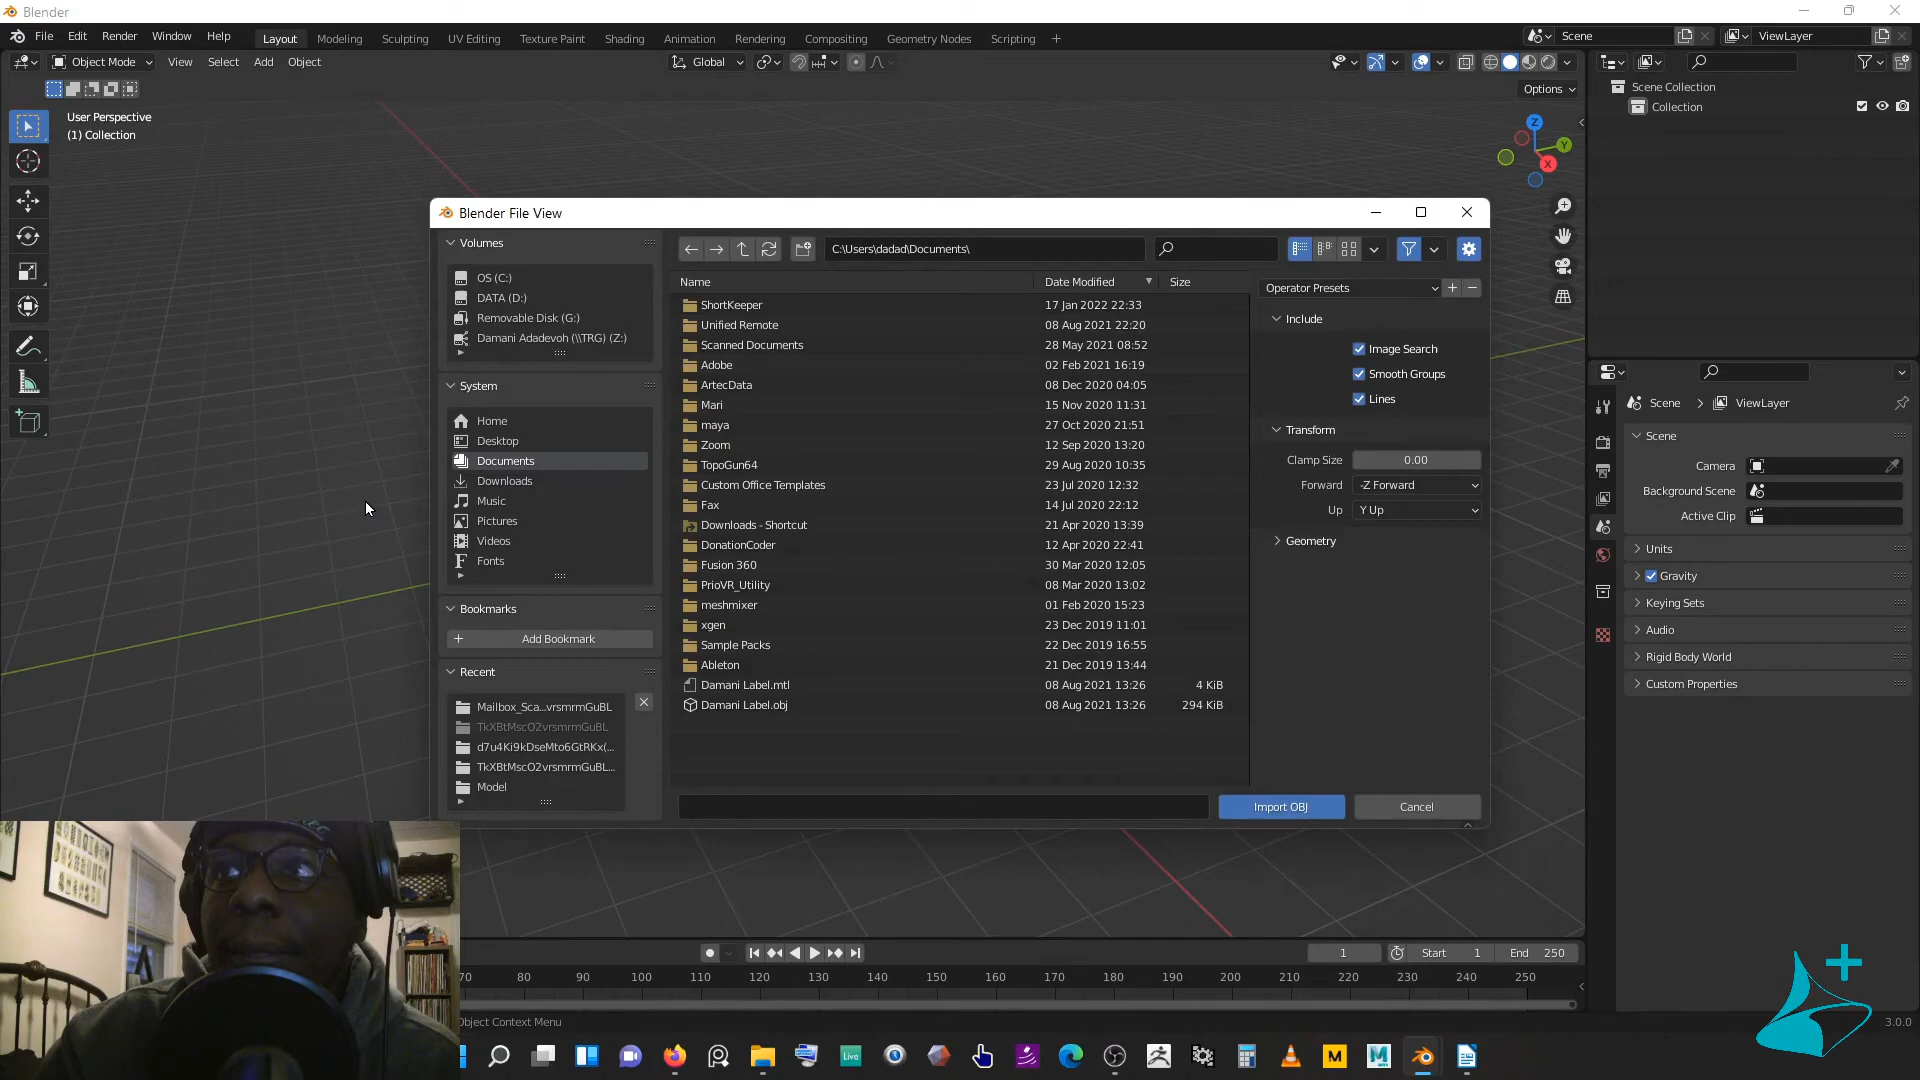 Blender
File Edit Render Window Help Layout Modeling Sculpting UV Editing Texture Paint Shading Animation Rendering Compositing Geometry Nodes Scripting + Scene ViewLayer
Object Mode View Select Add Object Global
Options
User Perspective
(1) Collection
Z
Y
X
Scene Collection
Collection
Blender File View
Volumes
OS (C:)
DATA (D:)
Removable Disk (G:)
Damani Adadevoh (\\TRG) (Z:)
System
Home
Desktop
Documents
Downloads
Music
Pictures
Videos
Fonts
Bookmarks
+ Add Bookmark
Recent
Mailbox_Sca...vrsmrmGuBL
TkXBtMscO2vrsmrmGuBL
d7u4Ki9kDseMto6GtRKx(...
TkXBtMscO2vrsmrmGuBL...
Model
C:\Users\dadad\Documents\
Name Date Modified Size
ShortKeeper 17 Jan 2022 22:33
Unified Remote 08 Aug 2021 22:20
Scanned Documents 28 May 2021 08:52
Adobe 02 Feb 2021 16:19
ArtecData 08 Dec 2020 04:05
Mari 15 Nov 2020 11:31
maya 27 Oct 2020 21:51
Zoom 12 Sep 2020 13:20
TopoGun64 29 Aug 2020 10:35
Custom Office Templates 23 Jul 2020 12:32
Fax 14 Jul 2020 22:12
Downloads - Shortcut 21 Apr 2020 13:39
DonationCoder 12 Apr 2020 22:41
Fusion 360 30 Mar 2020 12:05
PrioVR_Utility 08 Mar 2020 13:02
meshmixer 01 Feb 2020 15:23
xgen 23 Dec 2019 11:01
Sample Packs 22 Dec 2019 16:55
Ableton 21 Dec 2019 13:44
Damani Label.mtl 08 Aug 2021 13:26 4 KiB
Damani Label.obj 08 Aug 2021 13:26 294 KiB
Operator Presets
Include
Image Search
Smooth Groups
Lines
Transform
Clamp Size 0.00
Forward -Z Forward
Up Y Up
Geometry
Import OBJ Cancel
Scene ViewLayer
Scene
Camera
Background Scene
Active Clip
Units
Gravity
Keying Sets
Audio
Rigid Body World
Custom Properties
1 Start 1 End 250
70 80 90 100 110 120 130 140 150 160 170 180 190 200 210 220 230 240 250
Object Context Menu
3.0.0
Live
M
M